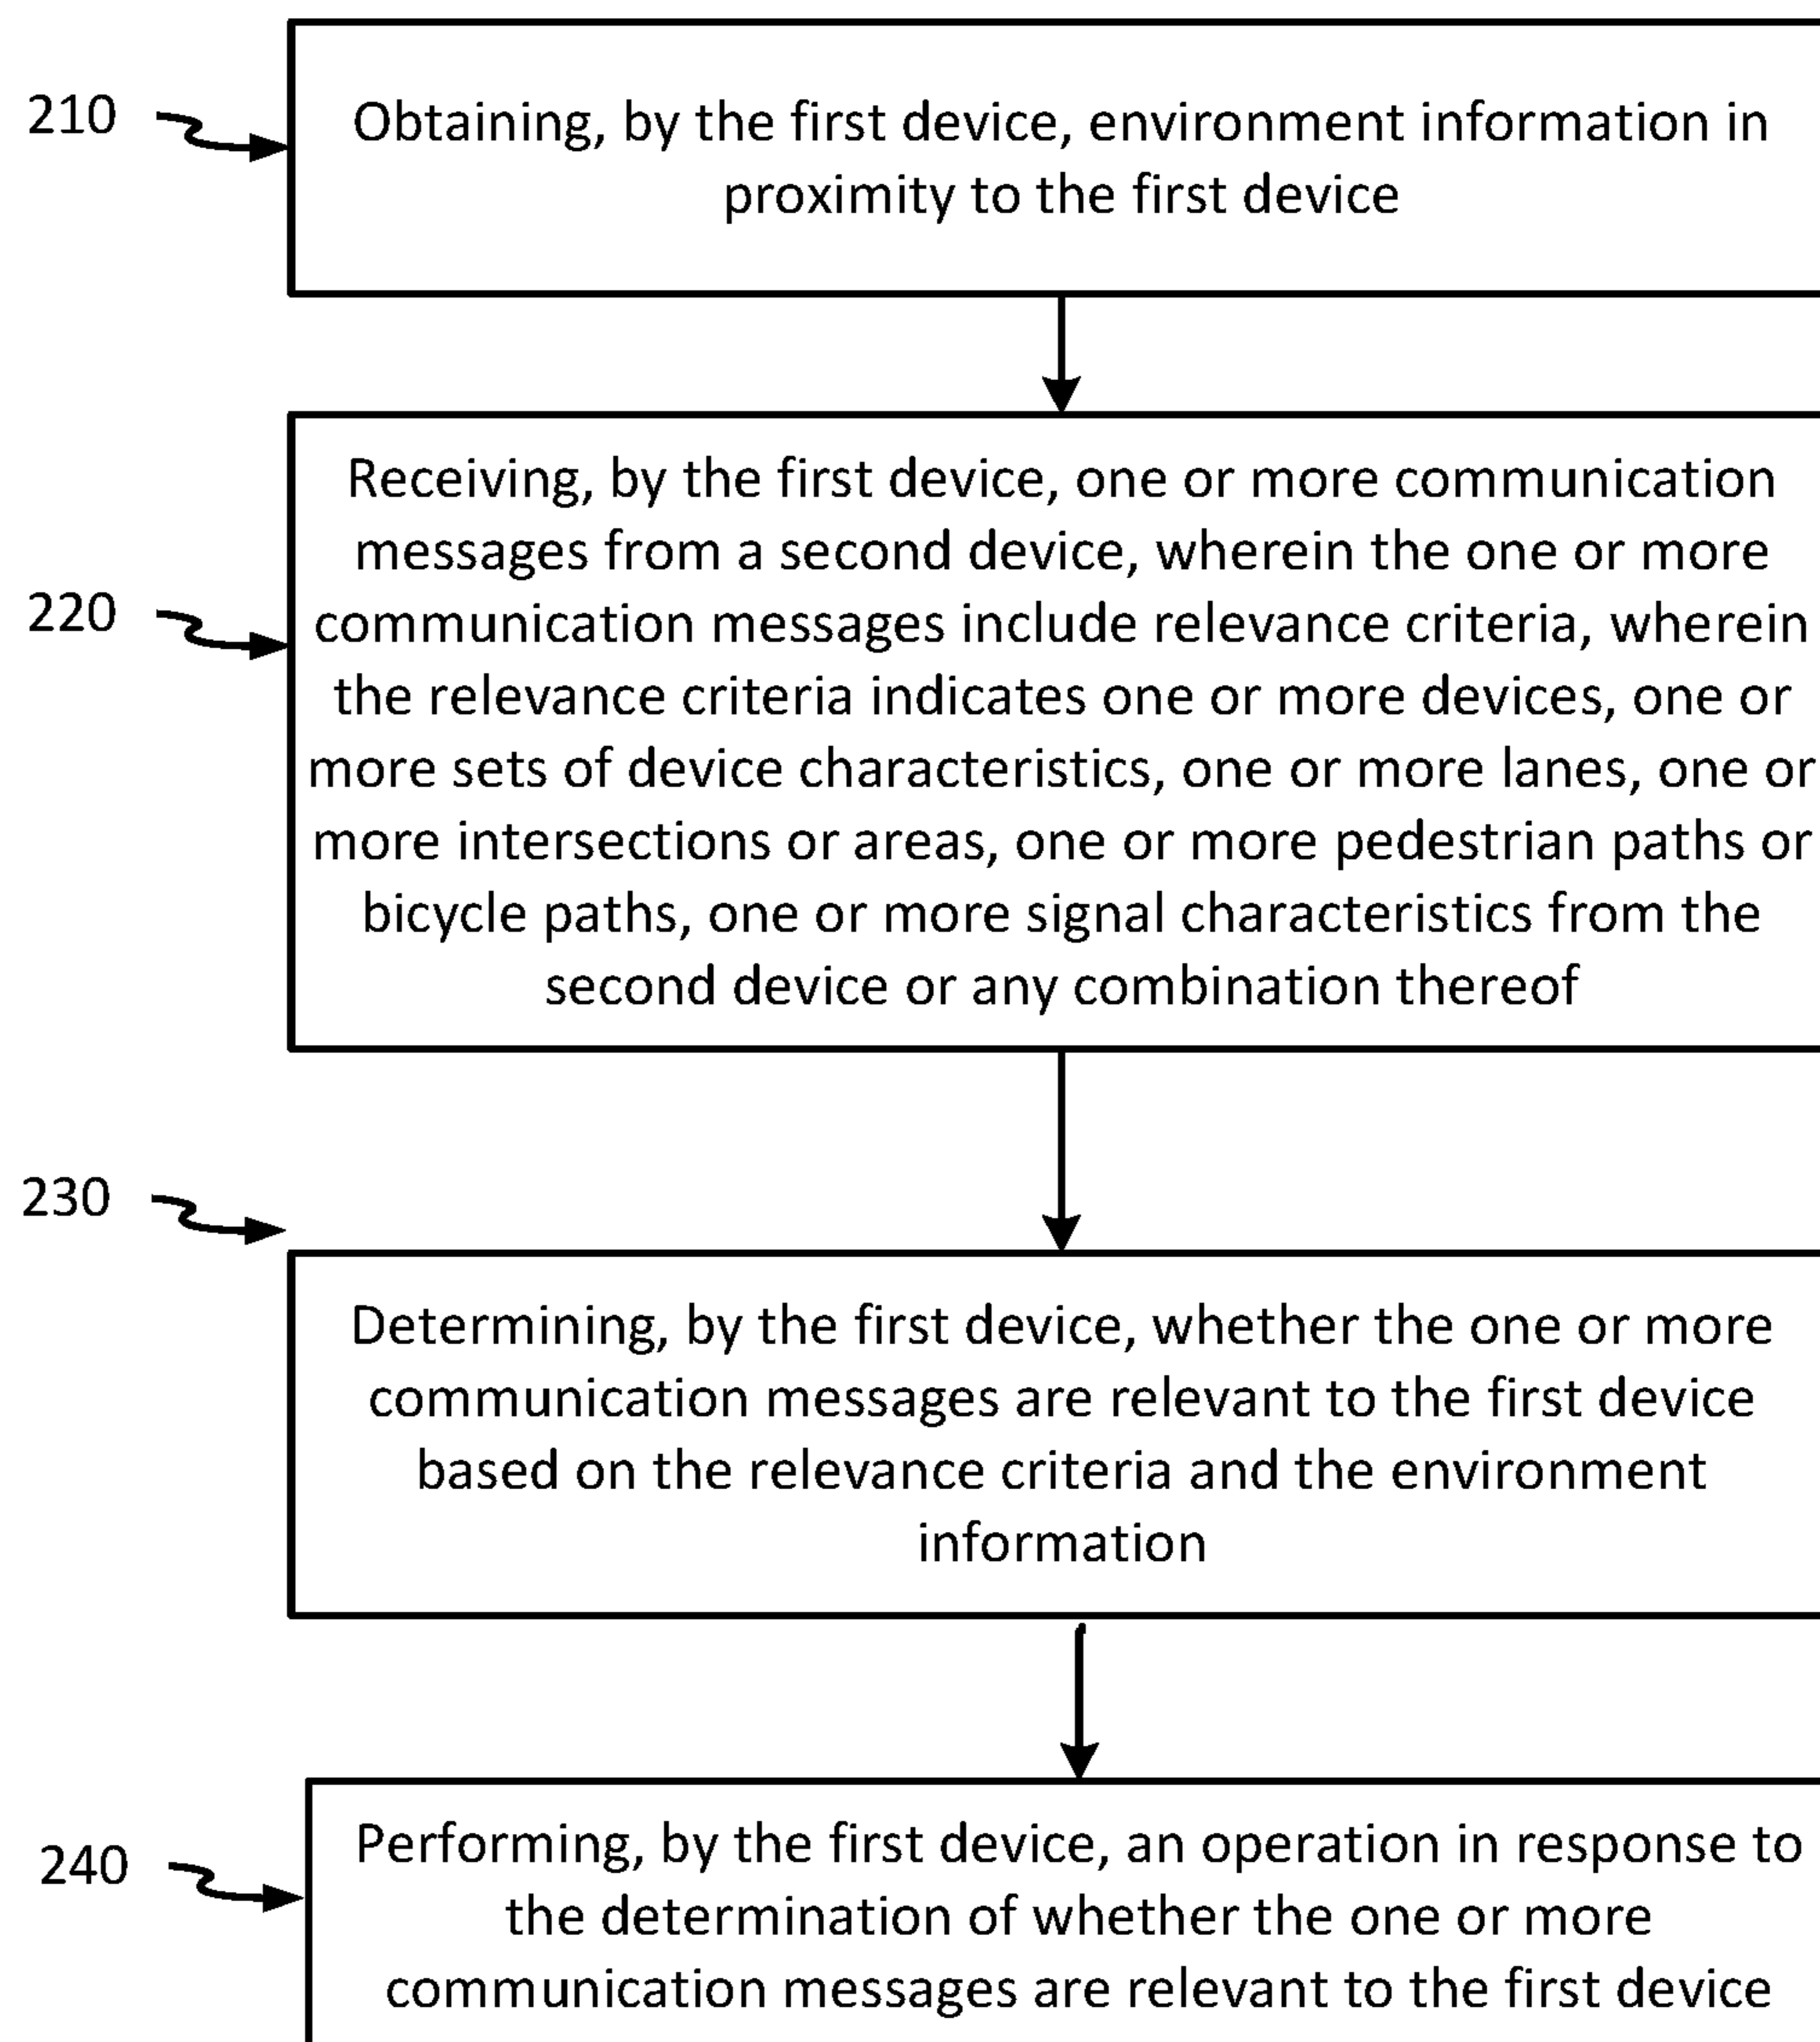 210
Obtaining, by the first device, environment information in
proximity to the first device
220
Receiving, by the first device, one or more communication
messages from a second device, wherein the one or more
communication messages include relevance criteria, wherein
the relevance criteria indicates one or more devices, one or
more sets of device characteristics, one or more lanes, one or
more intersections or areas, one or more pedestrian paths or
bicycle paths, one or more signal characteristics from the
second device or any combination thereof
230
Determining, by the first device, whether the one or more
communication messages are relevant to the first device
based on the relevance criteria and the environment
information
240
Performing, by the first device, an operation in response to
the determination of whether the one or more
communication messages are relevant to the first device